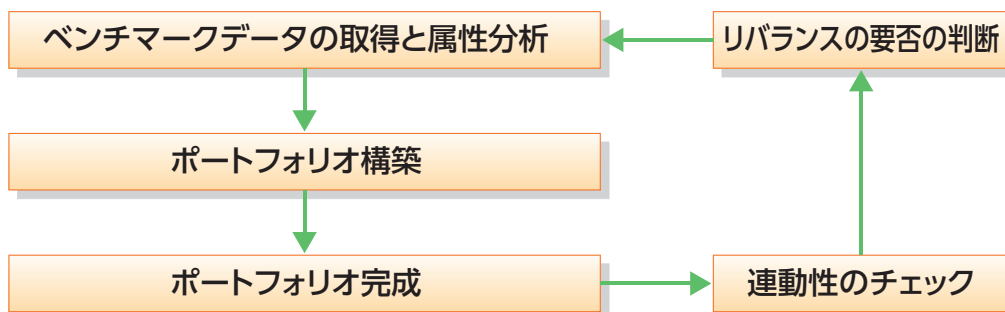 ベンチマークデータの取得と属性分析
リバランスの要否の判断
ポートフォリオ構築
ポートフォリオ完成
連動性のチェック